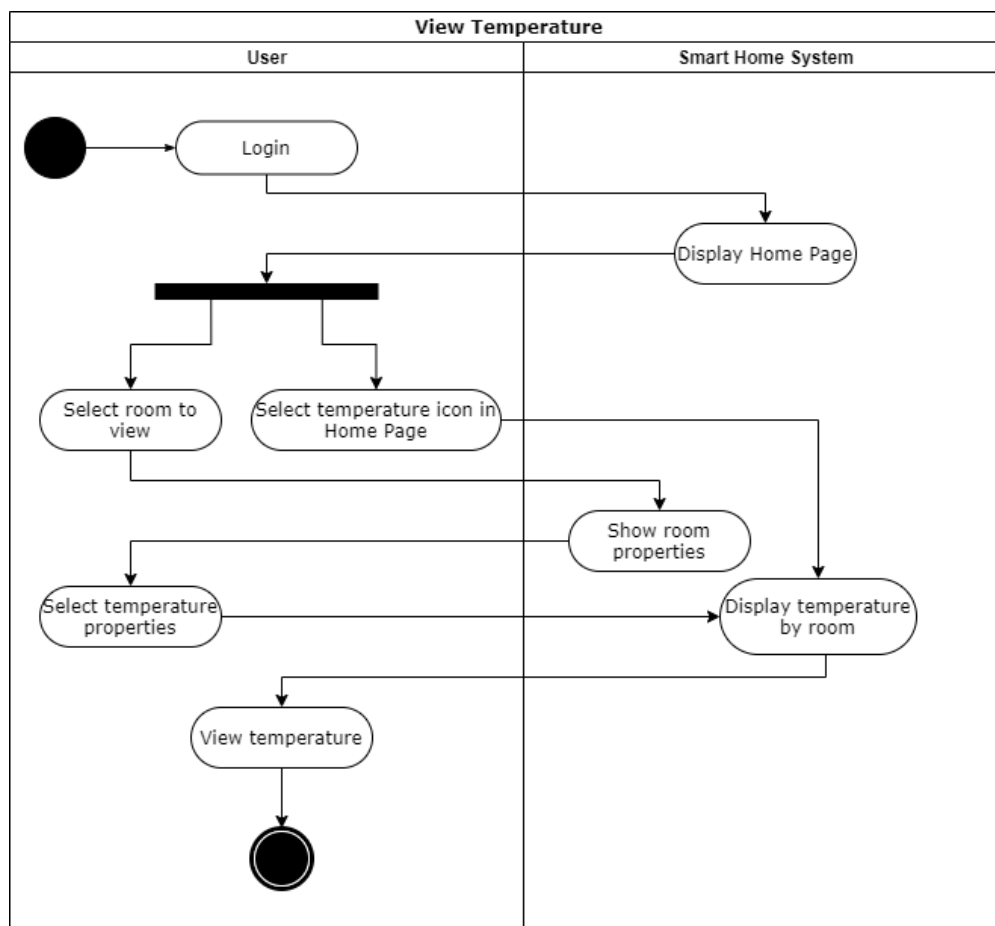 View Temperature
User
Smart Home System
Login
Display Home Page
Select room to
view
Select temperature icon in
Home Page
Show room
properties
Select temperature
properties
Display temperature
by room
View temperature